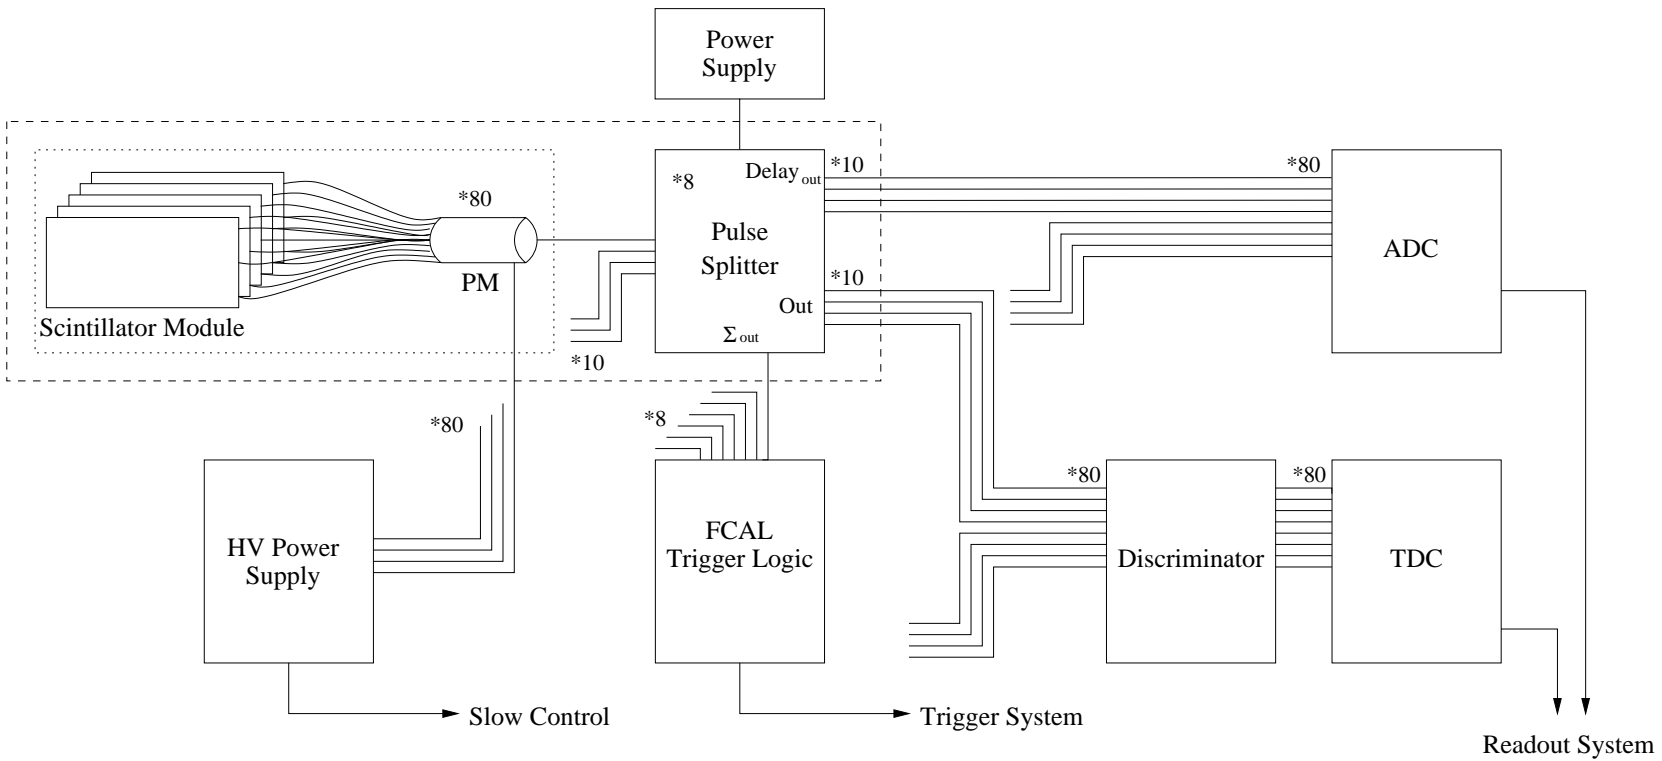 Power
Supply
*8
Delay out
*10
*80
*80
Pulse
Splitter
ADC
PM
*10
Out
Scintillator Module
Σ out
*10
*80
*8
*80
*80
HV Power
Supply
FCAL
Trigger Logic
Discriminator
TDC
Slow Control
Trigger System
Readout System